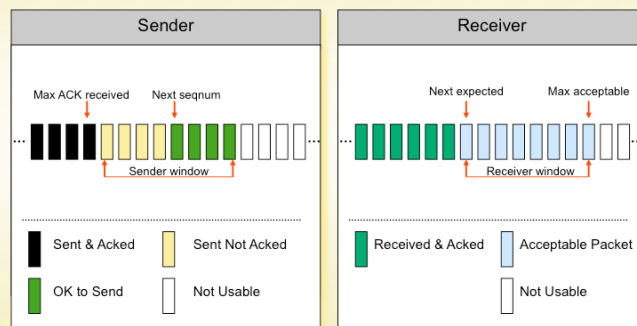 Sender
Max ACK received
Next seqnum
...
...
Sender window
Sent & Acked
Sent Not Acked
OK to Send
Not Usable
Receiver
Next expected
Max acceptable
...
...
Receiver window
Received & Acked
Acceptable Packet
Not Usable